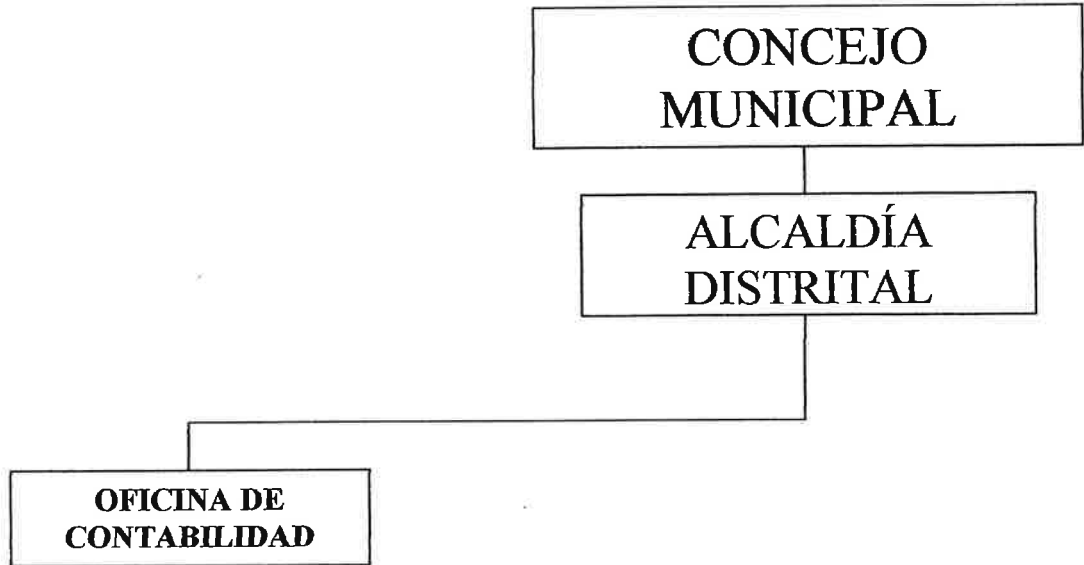 CONCEJO
MUNICIPAL
ALCALDÍA
DISTRITAL
OFICINA DE
CONTABILIDAD